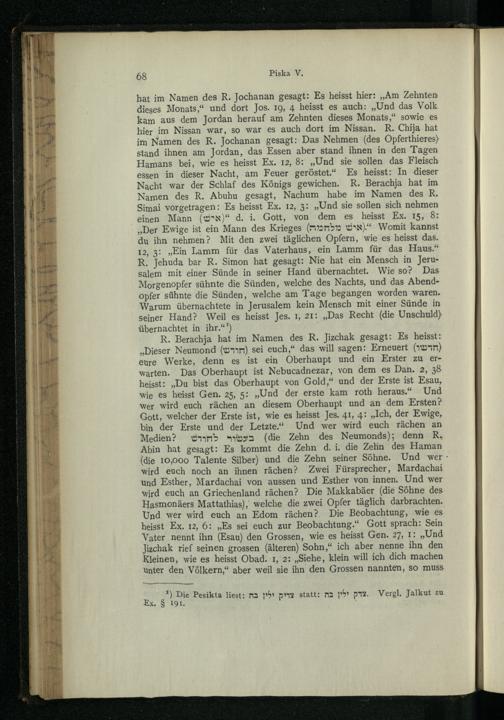 68
Piska V.
hat im Namen des R. Jochanan gesagt: Es heisst hier: „Am Zehnten
dieses Monats,“ und dort Jos. 19, 4 heisst es auch: „Und das Volk
kam aus dem Jordan herauf am Zehnten dieses Monats,“ sowie es
hier im Nissan war, so war es auch dort im Nissan. R. Chija hat
im Namen des R. Jochanan gesagt: Das Nehmen (des Opferthieres)
stand ihnen am Jordan, das Essen aber stand ihnen in den Tagen
Hamans bei, wie es heisst Ex. 12, 8: „Und sie sollen das Fleisch
essen in dieser Nacht, am Feuer geröstet.“ Es heisst: In dieser
Nacht war der Schlaf des Königs gewichen. R. Berachja hat im
Namen des R. Abuhu gesagt, Nachum habe im Namen des R.
Simai vorgetragen: Es heisst Ex. 12, 3: „Und sie sollen sich nehmen
einen Mann (איש)“ d. i. Gott, von dem es heisst Ex. 15, 8:
„Der Ewige ist ein Mann des Krieges (איש מלחמה).“ Womit kannst
du ihn nehmen? Mit den zwei täglichen Opfern, wie es heisst das.
12, 3: „Ein Lamm für das Vaterhaus, ein Lamm für das Haus.“
R. Jehuda bar R. Simon hat gesagt: Nie hat ein Mensch in Jeru-
salem mit einer Sünde in seiner Hand übernachtet. Wie so? Das
Morgenopfer sühnte die Sünden, welche des Nachts, und das Abend-
opfer sühnte die Sünden, welche am Tage begangen worden waren.
Warum übernachtete in Jerusalem kein Mensch mit einer Sünde in
seiner Hand? Weil es heisst Jes. 1, 21: „Das Recht (die Unschuld)
übernachtet in ihr.“¹)
R. Berachja hat im Namen des R. Jizchak gesagt: Es heisst:
„Dieser Neumond (חודש) sei euch,“ das will sagen: Erneuert (חדשו)
eure Werke, denn es ist ein Oberhaupt und ein Erster zu er-
warten. Das Oberhaupt ist Nebucadnezar, von dem es Dan. 2, 38
heisst: „Du bist das Oberhaupt von Gold,“ und der Erste ist Esau,
wie es heisst Gen. 25, 5: „Und der erste kam roth heraus.“ Und
wer wird euch rächen an diesem Oberhaupt und an dem Ersten?
Gott, welcher der Erste ist, wie es heisst Jes. 41, 4: „Ich, der Ewige,
bin der Erste und der Letzte.“ Und wer wird euch rächen an
Medien? בעשור לחודש (die Zehn des Neumonds); denn R,
Abin hat gesagt: Es kommt die Zehn d. i. die Zehn des Haman
(die 10,000 Talente Silber) und die Zehn seiner Söhne. Und wer
wird euch noch an ihnen rächen? Zwei Fürsprecher, Mardachai
und Esther, Mardachai von aussen und Esther von innen. Und wer
wird euch an Griechenland rächen? Die Makkabäer (die Söhne des
Hasmonäers Mattathias), welche die zwei Opfer täglich darbrachten.
Und wer wird euch an Edom rächen? Die Beobachtung, wie es
heisst Ex. 12, 6: „Es sei euch zur Beobachtung.“ Gott sprach: Sein
Vater nennt ihn (Esau) den Grossen, wie es heisst Gen. 27, 1: „Und
Jizchak rief seinen grossen (älteren) Sohn,“ ich aber nenne ihn den
Kleinen, wie es heisst Obad. 1, 2: „Siehe, klein will ich dich machen
unter den Völkern,“ aber weil sie ihn den Grossen nannten, so muss
¹) Die Pesikta liest: צדיק ילין בה statt: צדק ילין בה. Vergl. Jalkut zu
Ex. § 191.